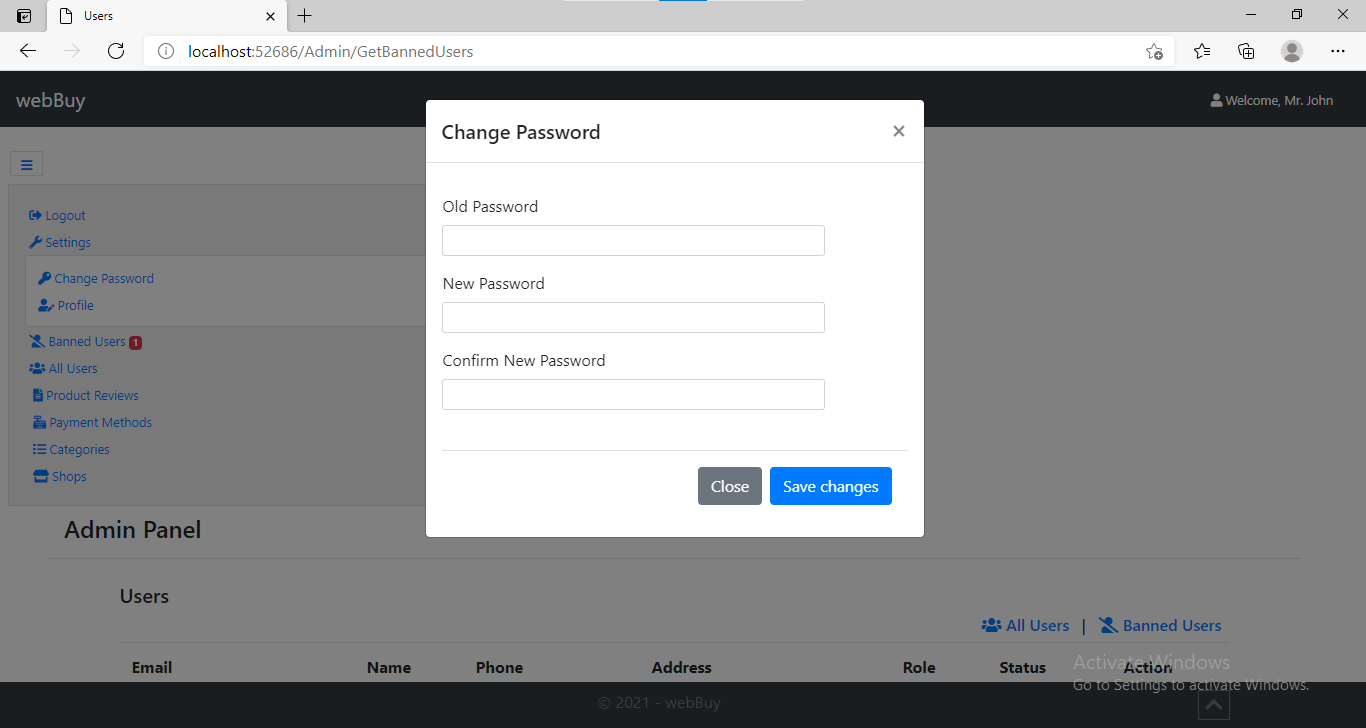 Users
localhost:52686/Admin/GetBannedUsers
webBuy
Welcome, Mr. John
Change Password
Old Password
New Password
Confirm New Password
Close Save changes
Logout
Settings
Change Password
Profile
Banned Users 1
All Users
Product Reviews
Payment Methods
Categories
Shops
Admin Panel
Users
All Users | Banned Users
Email Name Phone Address Role Status Action
Activate Windows
Go to Settings to activate Windows.
© 2021 - webBuy